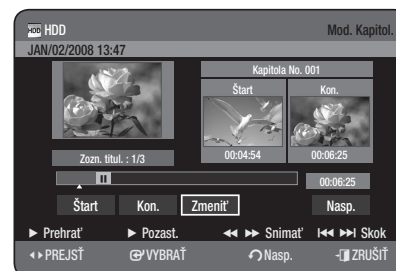 HDD HDD Mod. Kapitol.
JAN/02/2008 13:47
Kapitola No. 001
Štart Kon.
Zozn. titul. : 1/3 00:04:54 00:06:25
00:06:25
Štart Kon. Zmeniť Nasp.
► Prehrať ► Pozast. ◄◄ ►► Snímať I◄◄ ►►I Skok
◄► PREJSŤ VYBRAŤ Nasp. ZRUŠIŤ